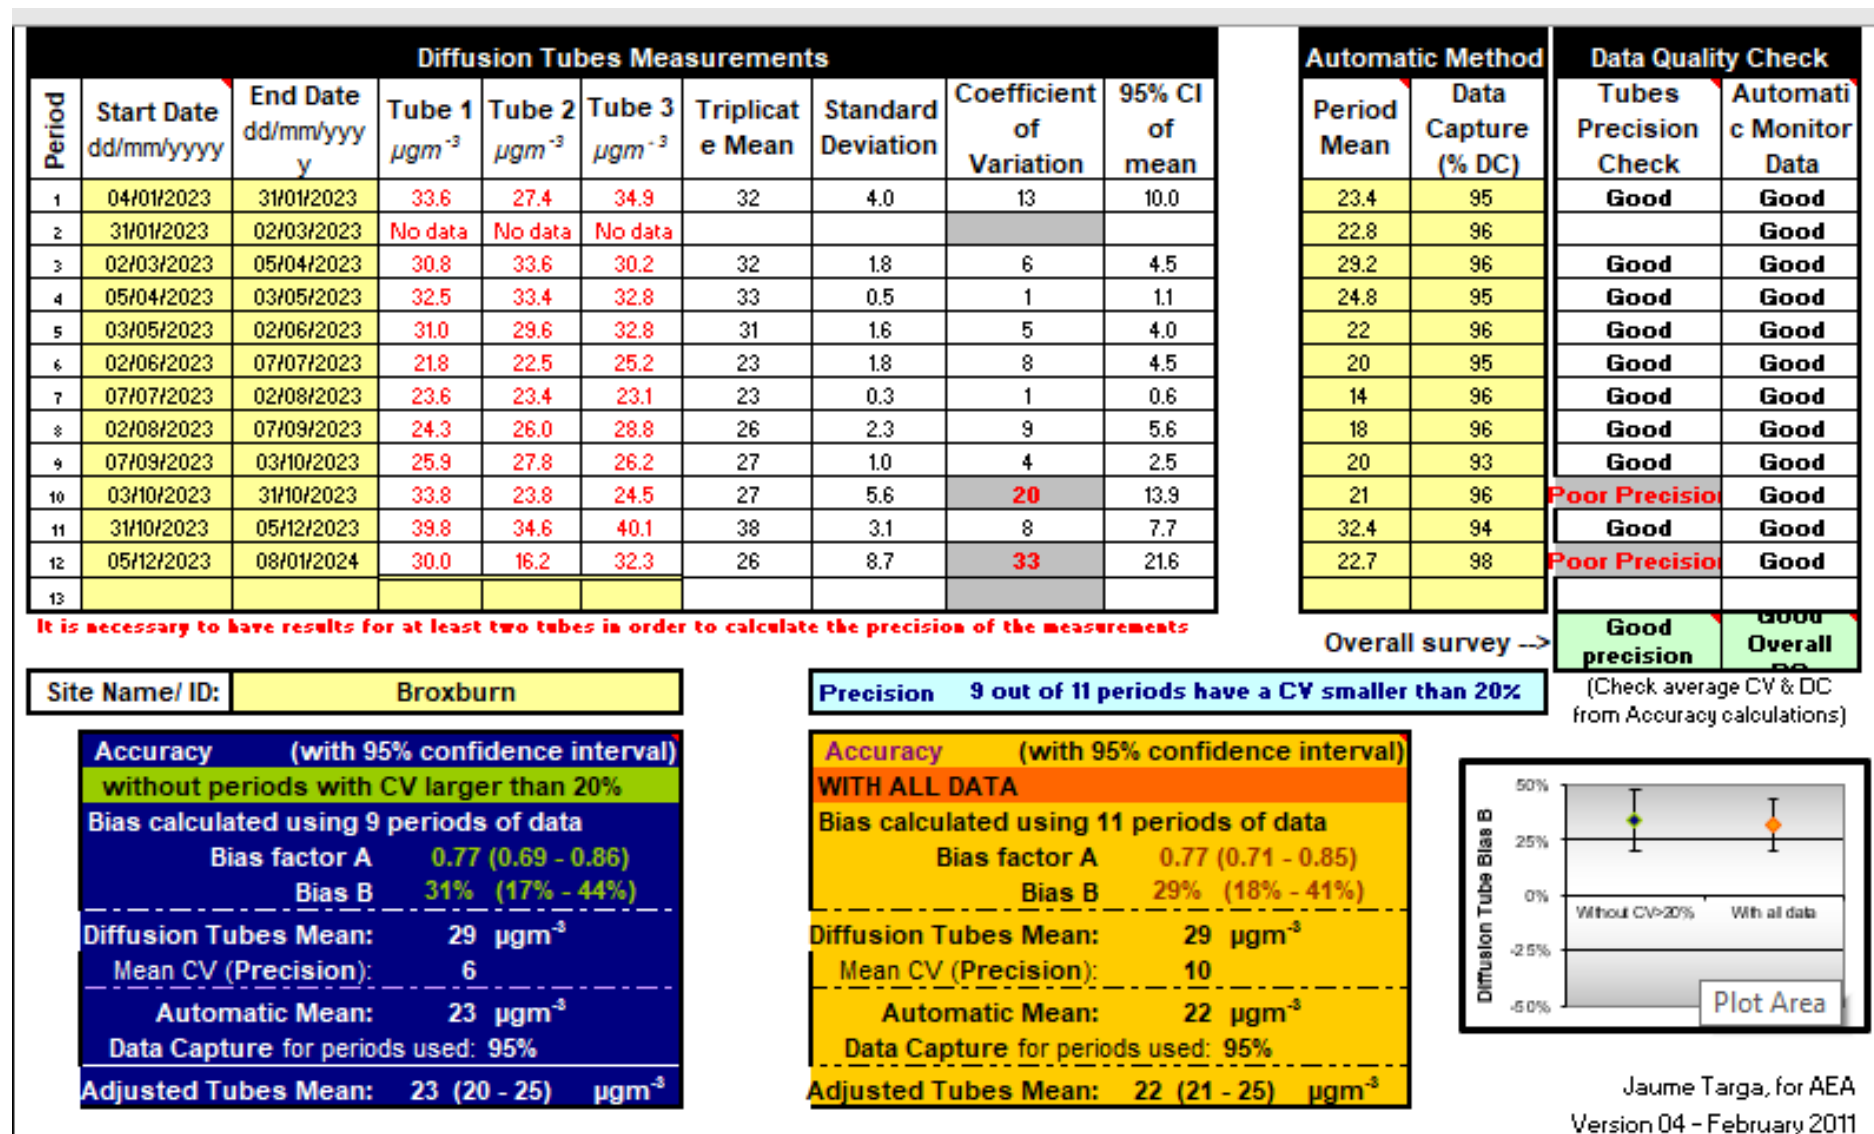 Diffusion Tubes Measurements
Automatic Method
Data Quality Check
Period
Start Date dd/mm/yyyy
End Date dd/mm/yyy y
Tube 1 µgm-3
Tube 2 µgm-3
Tube 3 µgm-3
Triplicat e Mean
Standard Deviation
Coefficient of Variation
95% CI of mean
Period Mean
Data Capture (% DC)
Tubes Precision Check
Automati c Monitor Data
1 04/01/2023 31/01/2023 33.6 27.4 34.9 32 4.0 13 10.0 23.4 95 Good Good
2 31/01/2023 02/03/2023 No data No data No data 22.8 96 Good
3 02/03/2023 05/04/2023 30.8 33.6 30.2 32 1.8 6 4.5 29.2 96 Good Good
4 05/04/2023 03/05/2023 32.5 33.4 32.8 33 0.5 1 1.1 24.8 95 Good Good
5 03/05/2023 02/06/2023 31.0 29.6 32.8 31 1.6 5 4.0 22 96 Good Good
6 02/06/2023 07/07/2023 21.8 22.5 25.2 23 1.8 8 4.5 20 95 Good Good
7 07/07/2023 02/08/2023 23.6 23.4 23.1 23 0.3 1 0.6 14 96 Good Good
8 02/08/2023 07/09/2023 24.3 26.0 28.8 26 2.3 9 5.6 18 96 Good Good
9 07/09/2023 03/10/2023 25.9 27.8 26.2 27 1.0 4 2.5 20 93 Good Good
10 03/10/2023 31/10/2023 33.8 23.8 24.5 27 5.6 20 13.9 21 96 Poor Precisio Good
11 31/10/2023 05/12/2023 39.8 34.6 40.1 38 3.1 8 7.7 32.4 94 Good Good
12 05/12/2023 08/01/2024 30.0 16.2 32.3 26 8.7 33 21.6 22.7 98 Poor Precisio Good
13
It is necessary to have results for at least two tubes in order to calculate the precision of the measurements
Overall survey -->
Good precision
Good Overall
(Check average CV & DC
from Accuracy calculations)
Site Name/ ID: Broxburn
Precision 9 out of 11 periods have a CV smaller than 20%
Accuracy (with 95% confidence interval)
without periods with CV larger than 20%
Bias calculated using 9 periods of data
Bias factor A 0.77 (0.69 - 0.86)
Bias B 31% (17% - 44%)
Diffusion Tubes Mean: 29 µgm-3
Mean CV (Precision): 6
Automatic Mean: 23 µgm-3
Data Capture for periods used: 95%
Adjusted Tubes Mean: 23 (20 - 25) µgm-3
Accuracy (with 95% confidence interval)
WITH ALL DATA
Bias calculated using 11 periods of data
Bias factor A 0.77 (0.71 - 0.85)
Bias B 29% (18% - 41%)
Diffusion Tubes Mean: 29 µgm-3
Mean CV (Precision): 10
Automatic Mean: 22 µgm-3
Data Capture for periods used: 95%
Adjusted Tubes Mean: 22 (21 - 25) µgm-3
Diffusion Tube Bias B
50%
25%
0%
-25%
-50%
Without CV>20%
With all data
Plot Area
Jaume Targa, for AEA
Version 04 - February 2011